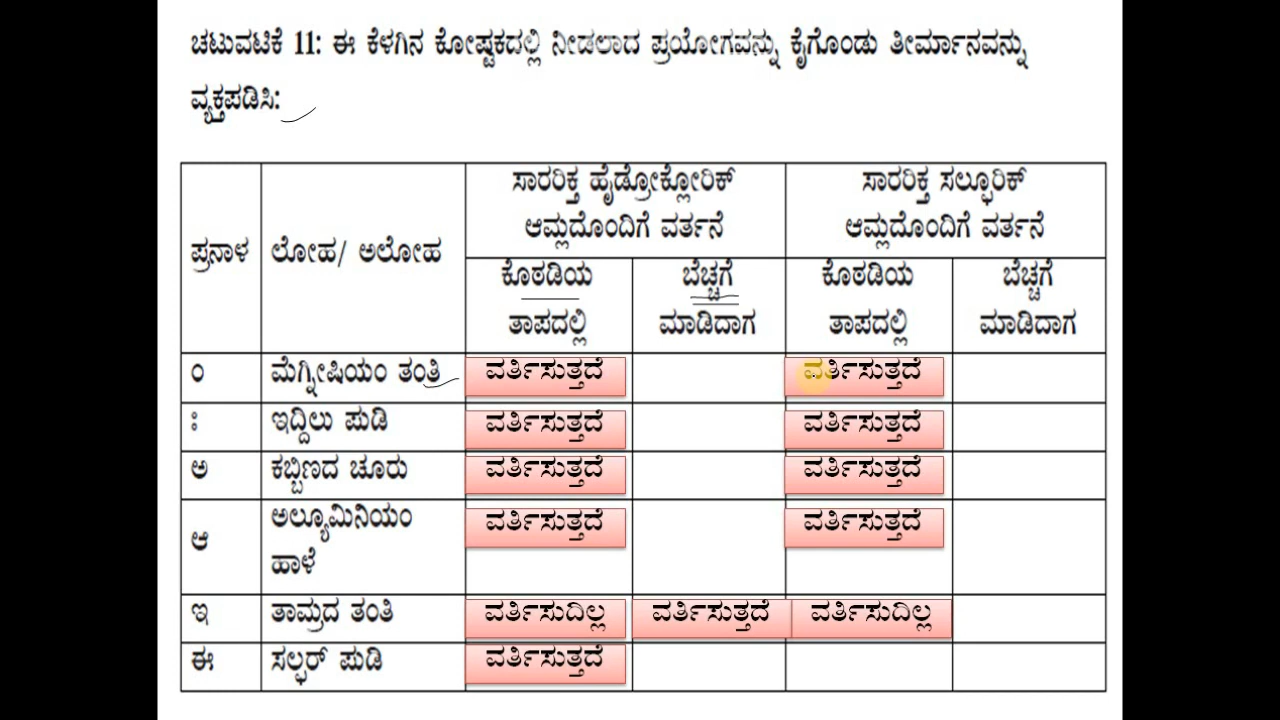 ಚಟುವಟಿಕೆ 11: ಈ ಕೆಳಗಿನ ಕೋಷ್ಟಕದಲ್ಲಿ ನೀಡಲಾದ ಪ್ರಯೋಗವನ್ನು ಕೈಗೊಂಡು ತೀರ್ಮಾನವನ್ನು
ವ್ಯಕ್ತಪಡಿಸಿ:
ಪ್ರನಾಳ ಲೋಹ/ ಅಲೋಹ
ಸಾರರಿಕ್ತ ಹೈಡ್ರೋಕ್ಲೋರಿಕ್
ಆಮ್ಲದೊಂದಿಗೆ ವರ್ತನೆ
ಸಾರರಿಕ್ತ ಸಲ್ಫೂರಿಕ್
ಆಮ್ಲದೊಂದಿಗೆ ವರ್ತನೆ
ಕೊಠಡಿಯ
ತಾಪದಲ್ಲಿ
ಬೆಚ್ಚಗೆ
ಮಾಡಿದಾಗ
ಕೊಠಡಿಯ
ತಾಪದಲ್ಲಿ
ಬೆಚ್ಚಗೆ
ಮಾಡಿದಾಗ
ಂ ಮೆಗ್ನೀಷಿಯಂ ತಂತಿ ವರ್ತಿಸುತ್ತದೆ ವರ್ತಿಸುತ್ತದೆ
ಃ ಇದ್ದಿಲು ಪುಡಿ ವರ್ತಿಸುತ್ತದೆ ವರ್ತಿಸುತ್ತದೆ
ಅ ಕಬ್ಬಿಣದ ಚೂರು ವರ್ತಿಸುತ್ತದೆ ವರ್ತಿಸುತ್ತದೆ
ಆ ಅಲ್ಯೂಮಿನಿಯಂ ವರ್ತಿಸುತ್ತದೆ ವರ್ತಿಸುತ್ತದೆ
ಹಾಳೆ
ಇ ತಾಮ್ರದ ತಂತಿ ವರ್ತಿಸುದಿಲ್ಲ ವರ್ತಿಸುತ್ತದೆ ವರ್ತಿಸುದಿಲ್ಲ
ಈ ಸಲ್ಫರ್ ಪುಡಿ ವರ್ತಿಸುತ್ತದೆ